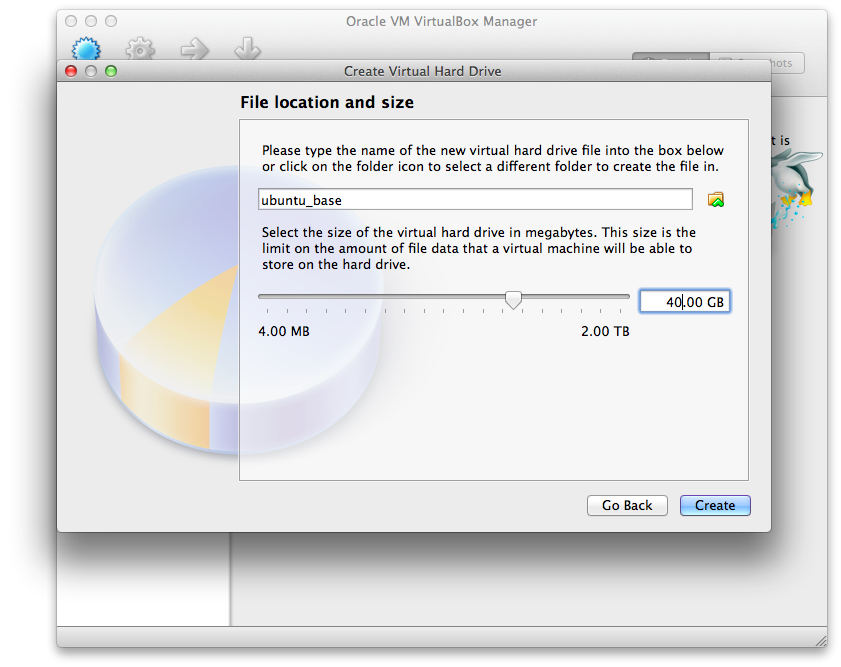 Oracle VM VirtualBox Manager
Create Virtual Hard Drive
File location and size
t is
Please type the name of the new virtual hard drive file into the box below
or click on the folder icon to select a different folder to create the file in.
ubuntu_base
Select the size of the virtual hard drive in megabytes. This size is the
limit on the amount of file data that a virtual machine will be able to
store on the hard drive.
40.00 GB
4.00 MB 2.00 TB
Go Back Create